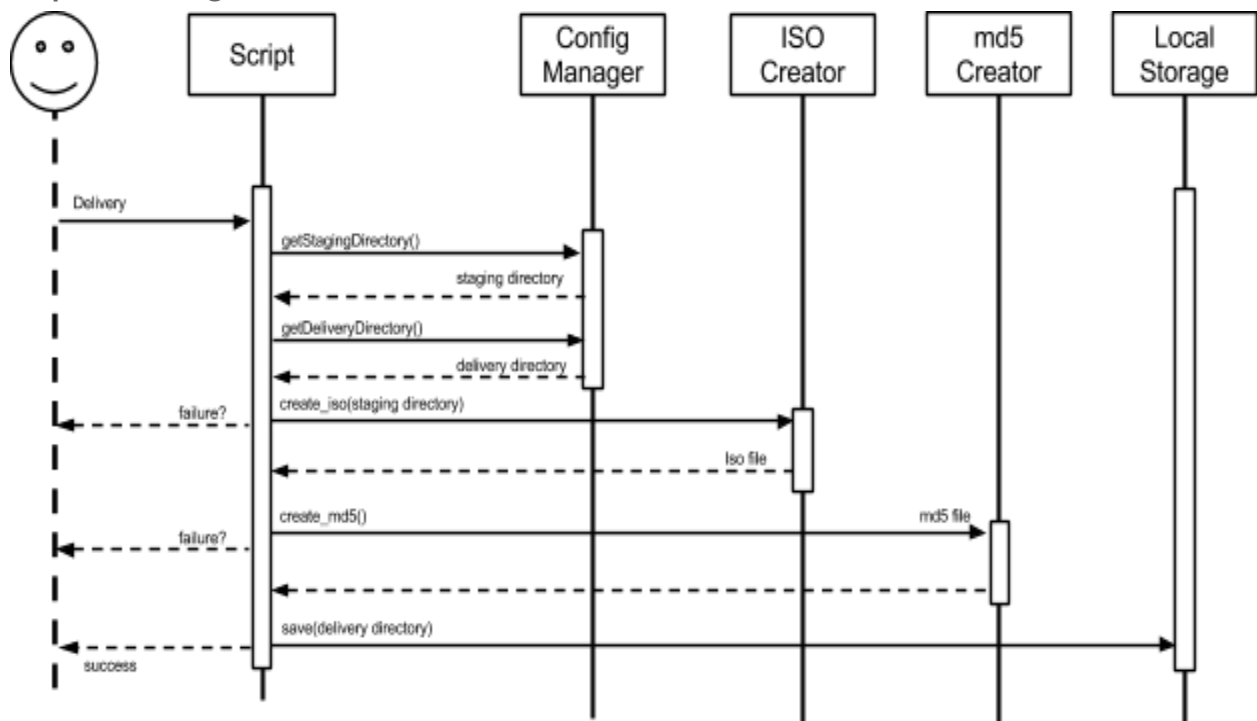 Script
Config
Manager
ISO
Creator
md5
Creator
Local
Storage
Delivery
getStagingDirectory()
staging directory
getDeliveryDirectory()
delivery directory
create_iso(staging directory)
failure?
Iso file
create_md5()
md5 file
failure?
save(delivery directory)
success